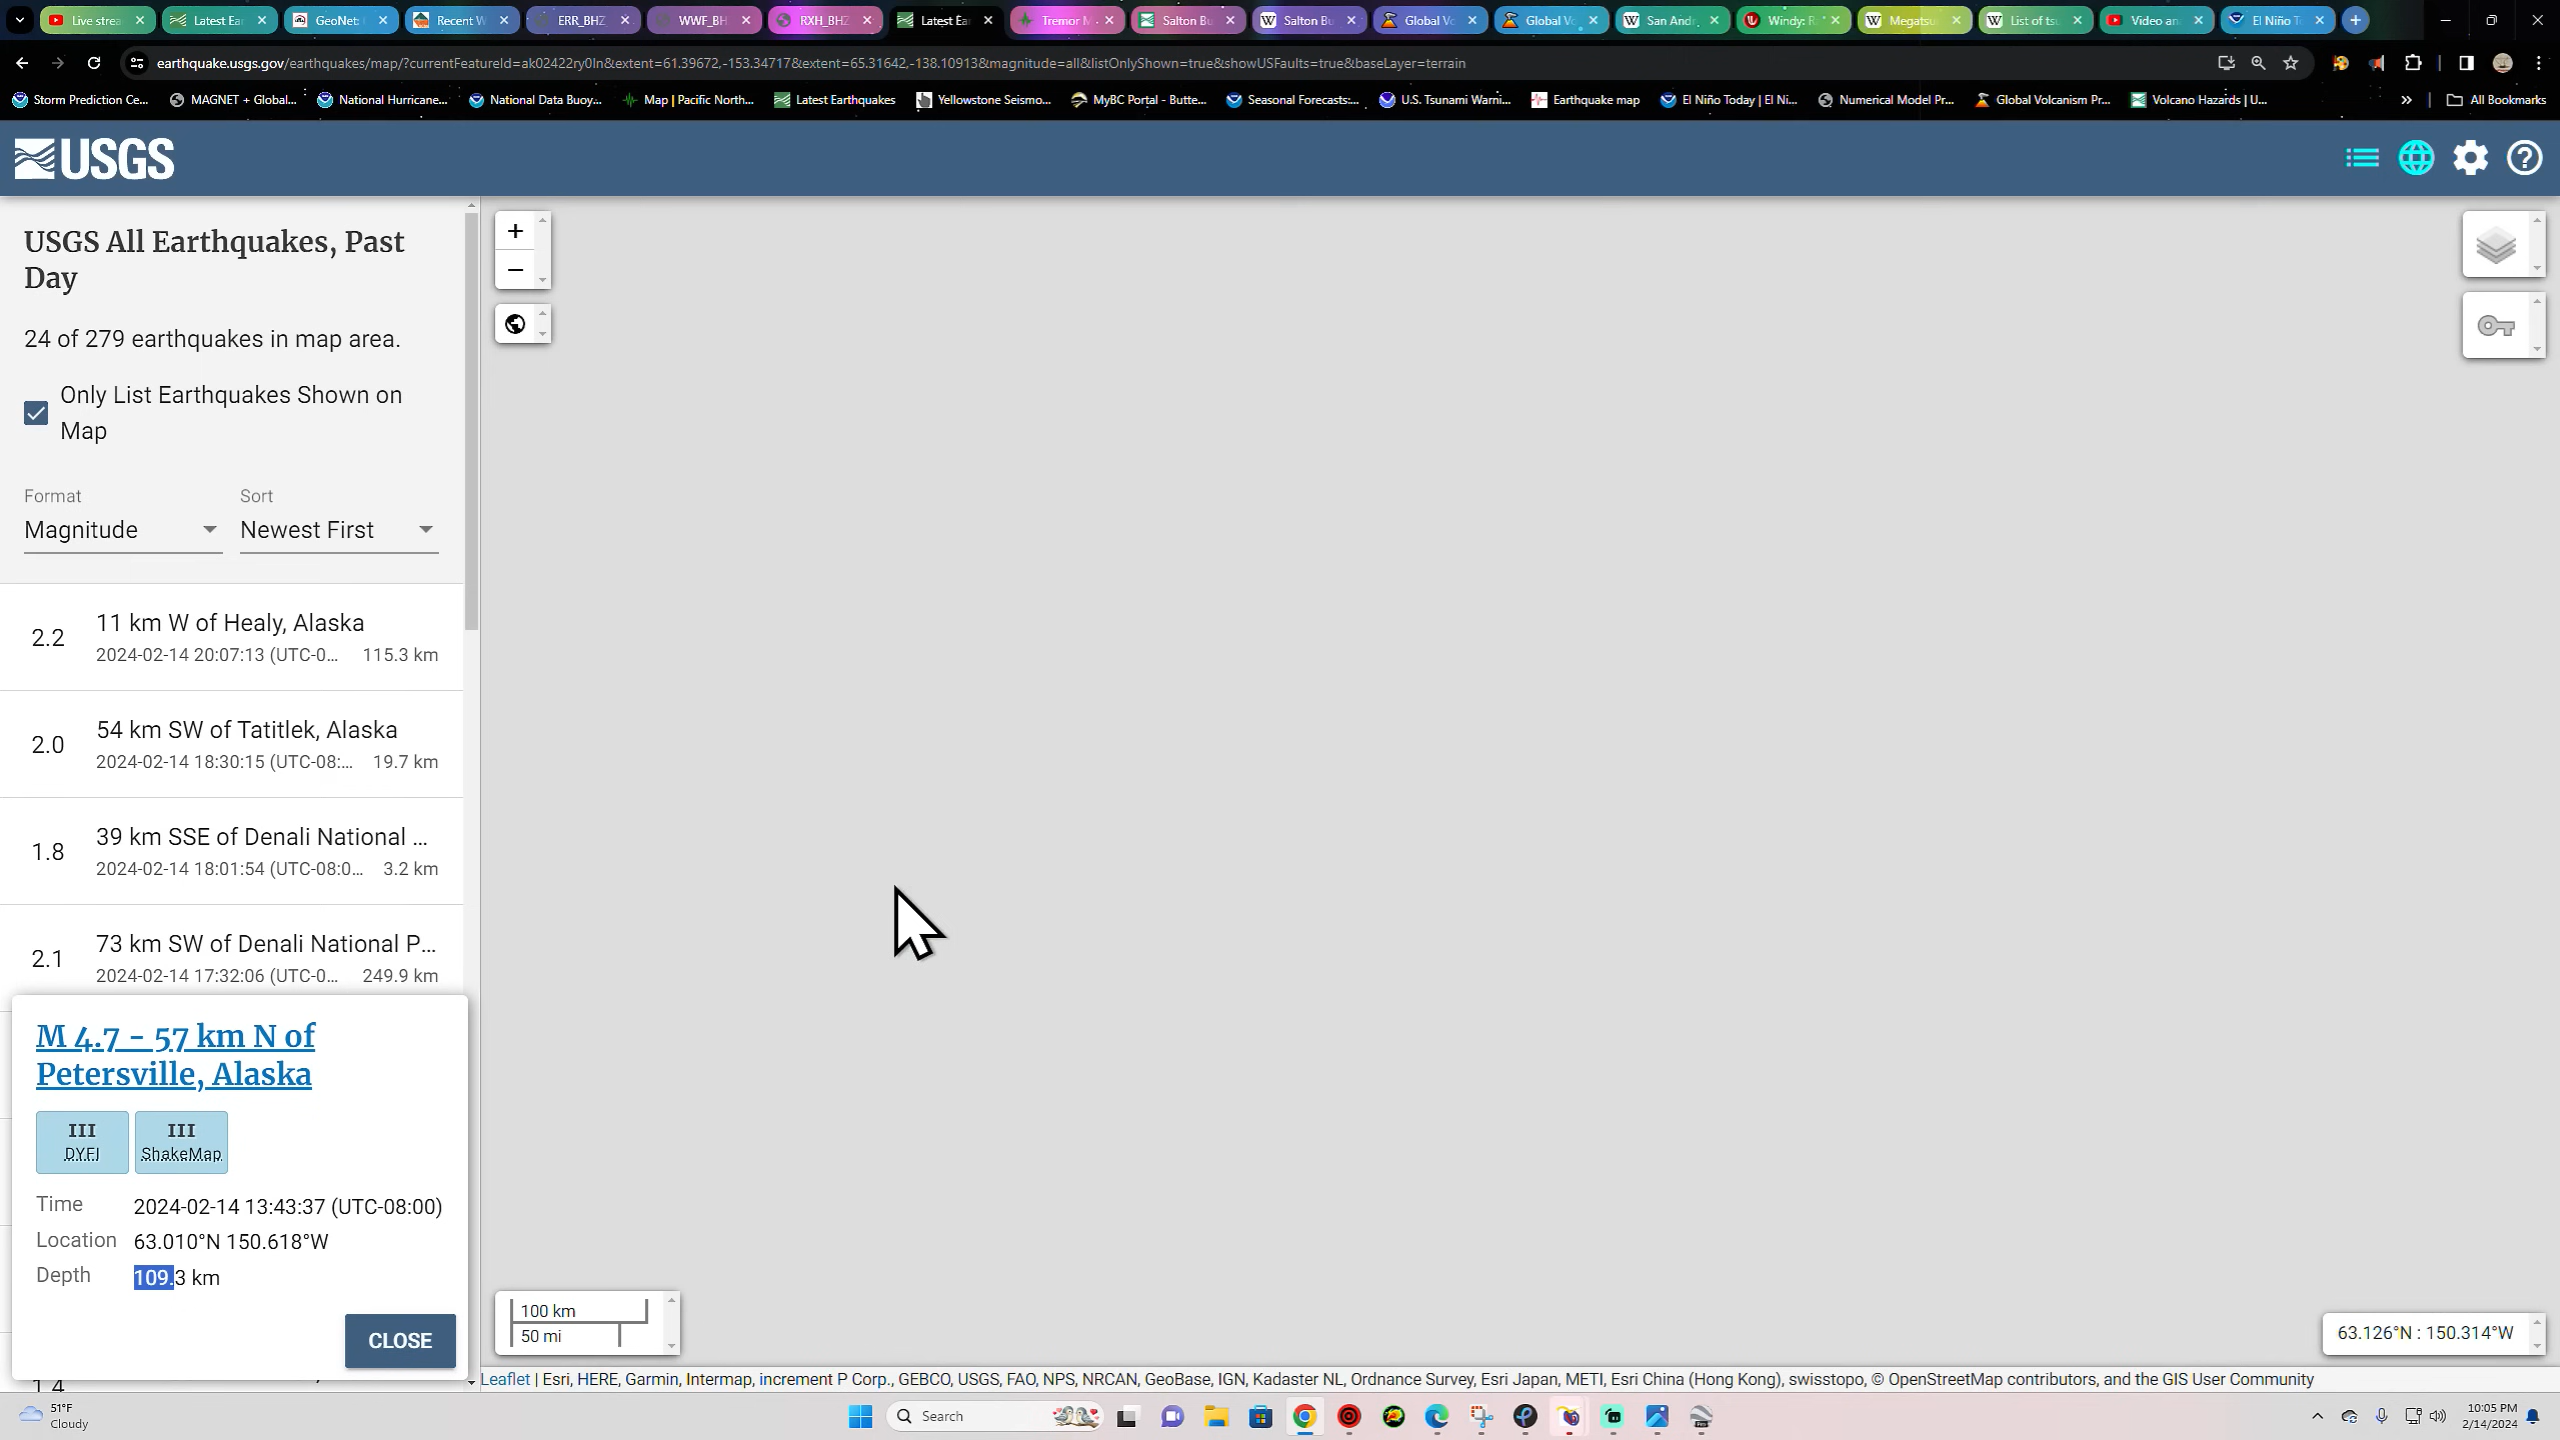 Live strea
Latest Ear
GeoNet:
Recent W
ERR_BHZ
WWF_BH
RXH_BHZ
Latest Ea
Tremor M
Salton Bu
Salton Bu
Global Vo
Global Vo
San Andr
Windy: R
Megatsu
List of tsu
Video an
El Niño T
earthquake.usgs.gov/earthquakes/map/?currentFeatureId=ak02422ry0ln&extent=61.39672,-153.34717&extent=65.31642,-138.10913&magnitude=all&listOnlyShown=true&showUSFaults=true&baseLayer=terrain
Storm Prediction Ce...
MAGNET + Global...
National Hurricane...
National Data Buoy...
Map | Pacific North...
Latest Earthquakes
Yellowstone Seismo...
MyBC Portal - Butte...
Seasonal Forecasts:...
U.S. Tsunami Warni...
Earthquake map
El Niño Today | El Ni...
Numerical Model Pr...
Global Volcanism Pr...
Volcano Hazards | U...
»
All Bookmarks
USGS
USGS All Earthquakes, Past
Day
24 of 279 earthquakes in map area.
Only List Earthquakes Shown on
Map
Format
Sort
Magnitude
Newest First
2.2
11 km W of Healy, Alaska
2024-02-14 20:07:13 (UTC-0...
115.3 km
2.0
54 km SW of Tatitlek, Alaska
2024-02-14 18:30:15 (UTC-08:...
19.7 km
1.8
39 km SSE of Denali National ...
2024-02-14 18:01:54 (UTC-08:0...
3.2 km
2.1
73 km SW of Denali National P...
2024-02-14 17:32:06 (UTC-0...
249.9 km
M 4.7 - 57 km N of
Petersville, Alaska
III
DYFI
III
ShakeMap
Time
2024-02-14 13:43:37 (UTC-08:00)
Location
63.010°N 150.618°W
Depth
109.3 km
CLOSE
1.4
+
−
100 km
50 mi
63.126°N : 150.314°W
Leaflet | Esri, HERE, Garmin, Intermap, increment P Corp., GEBCO, USGS, FAO, NPS, NRCAN, GeoBase, IGN, Kadaster NL, Ordnance Survey, Esri Japan, METI, Esri China (Hong Kong), swisstopo, © OpenStreetMap contributors, and the GIS User Community
51°F
Cloudy
Search
10:05 PM
2/14/2024